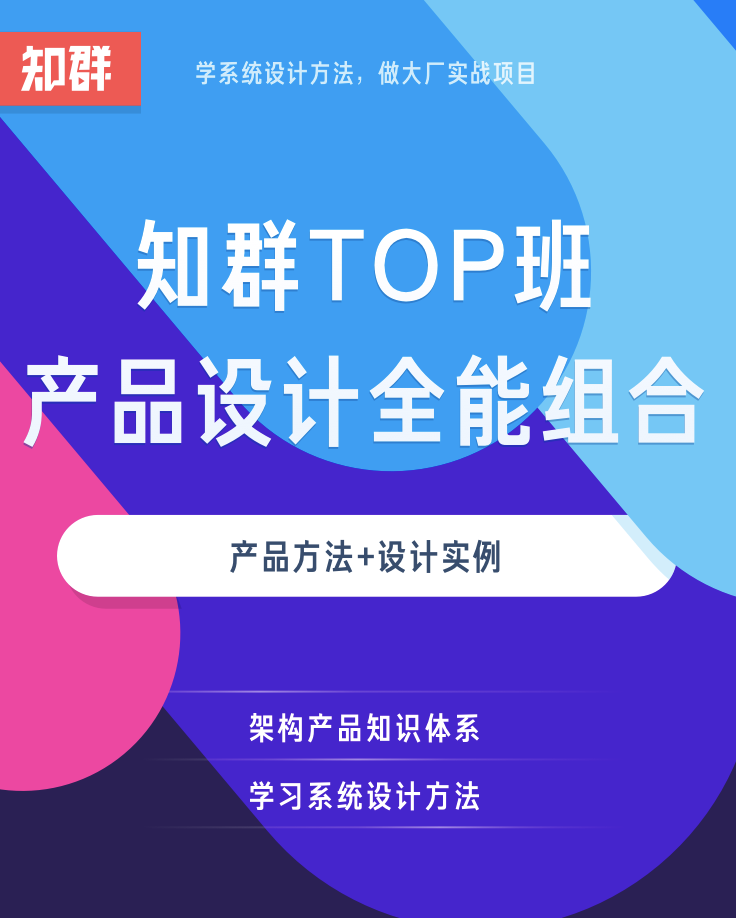 知群
学系统设计方法，做大厂实战项目
知群TOP班
产品设计全能组合
产品方法+设计实例
架构产品知识体系
学习系统设计方法